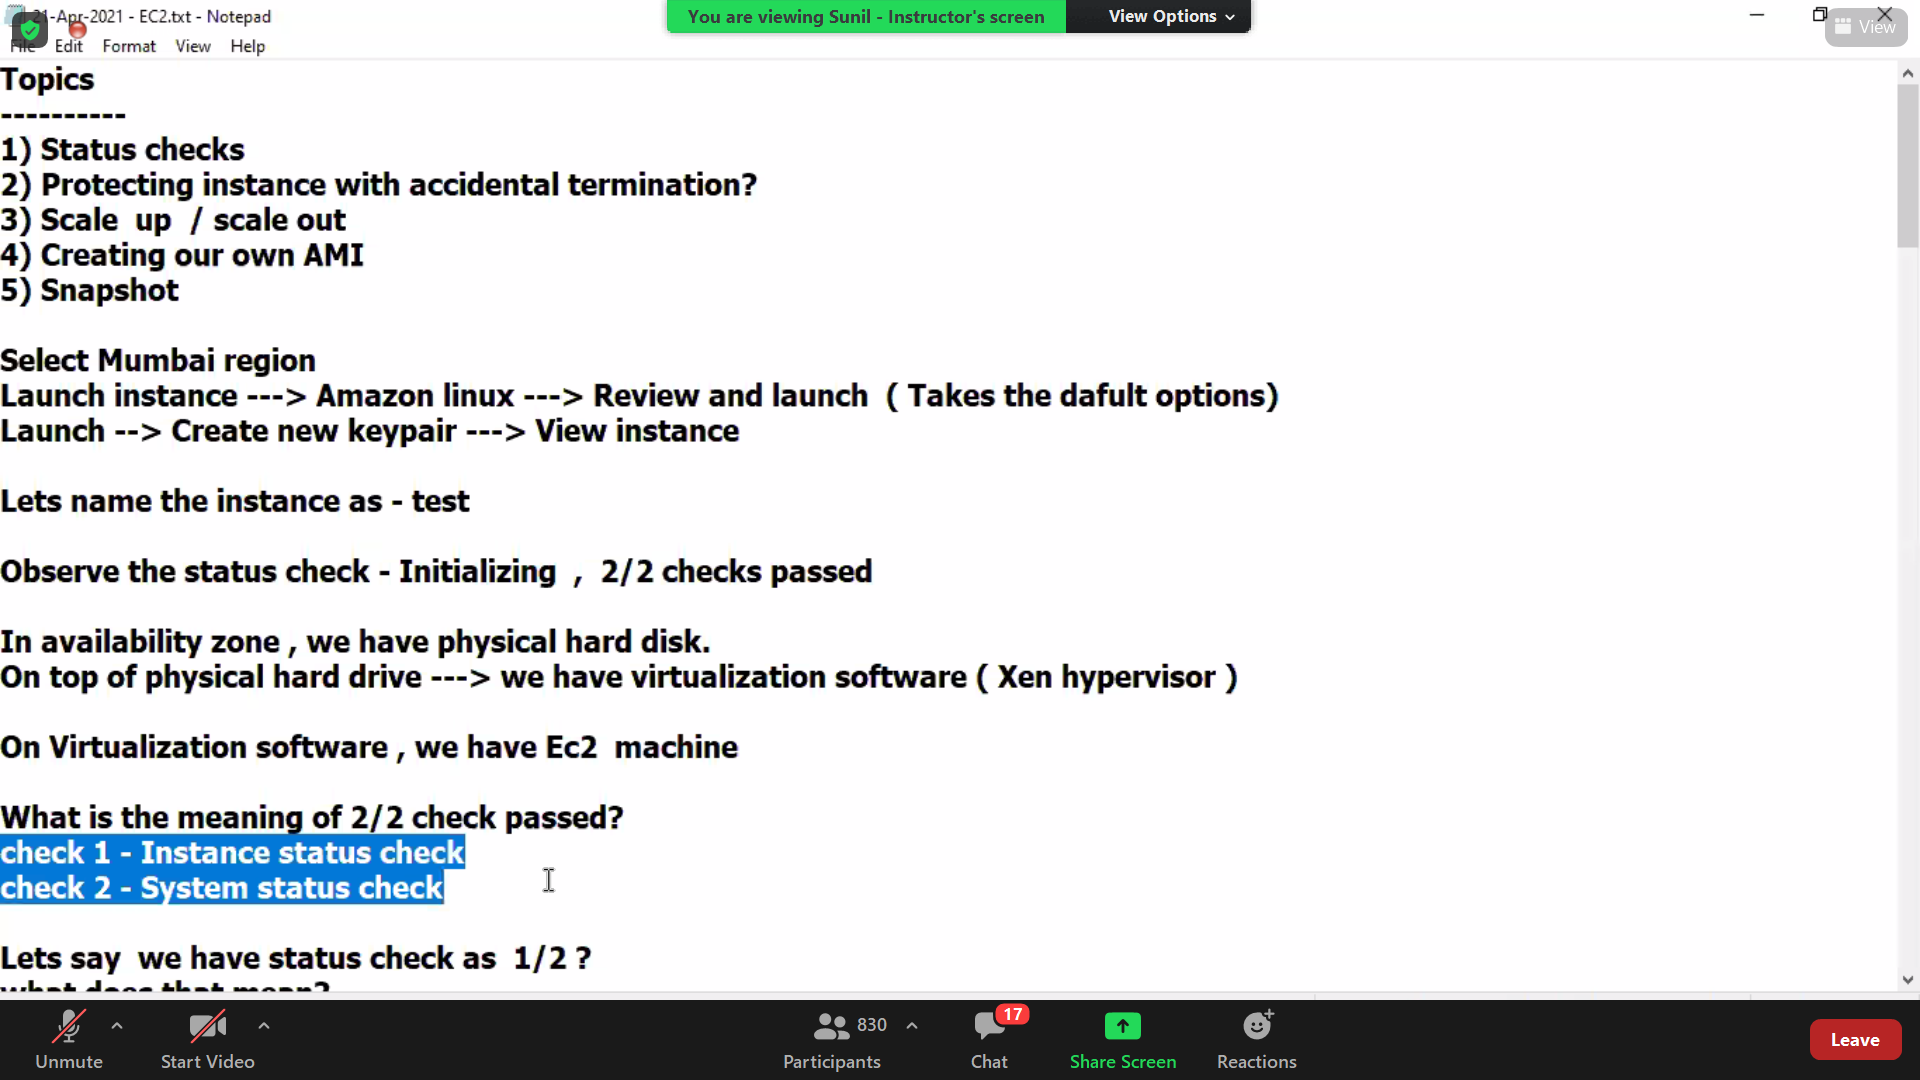 21-Apr-2021 - EC2.txt - Notepad
You are viewing Sunil - Instructor's screen
View Options
View
File Edit Format View Help
Topics
----------
1) Status checks
2) Protecting instance with accidental termination?
3) Scale  up  / scale out
4) Creating our own AMI
5) Snapshot
Select Mumbai region
Launch instance ---> Amazon linux ---> Review and launch  ( Takes the dafult options)
Launch --> Create new keypair ---> View instance
Lets name the instance as - test
Observe the status check - Initializing  ,  2/2 checks passed
In availability zone , we have physical hard disk.
On top of physical hard drive ---> we have virtualization software ( Xen hypervisor )
On Virtualization software , we have Ec2  machine
What is the meaning of 2/2 check passed?
check 1 - Instance status check
check 2 - System status check
Lets say  we have status check as  1/2 ?
what does that mean?
830
17
Unmute
Start Video
Participants
Chat
Share Screen
Reactions
Leave